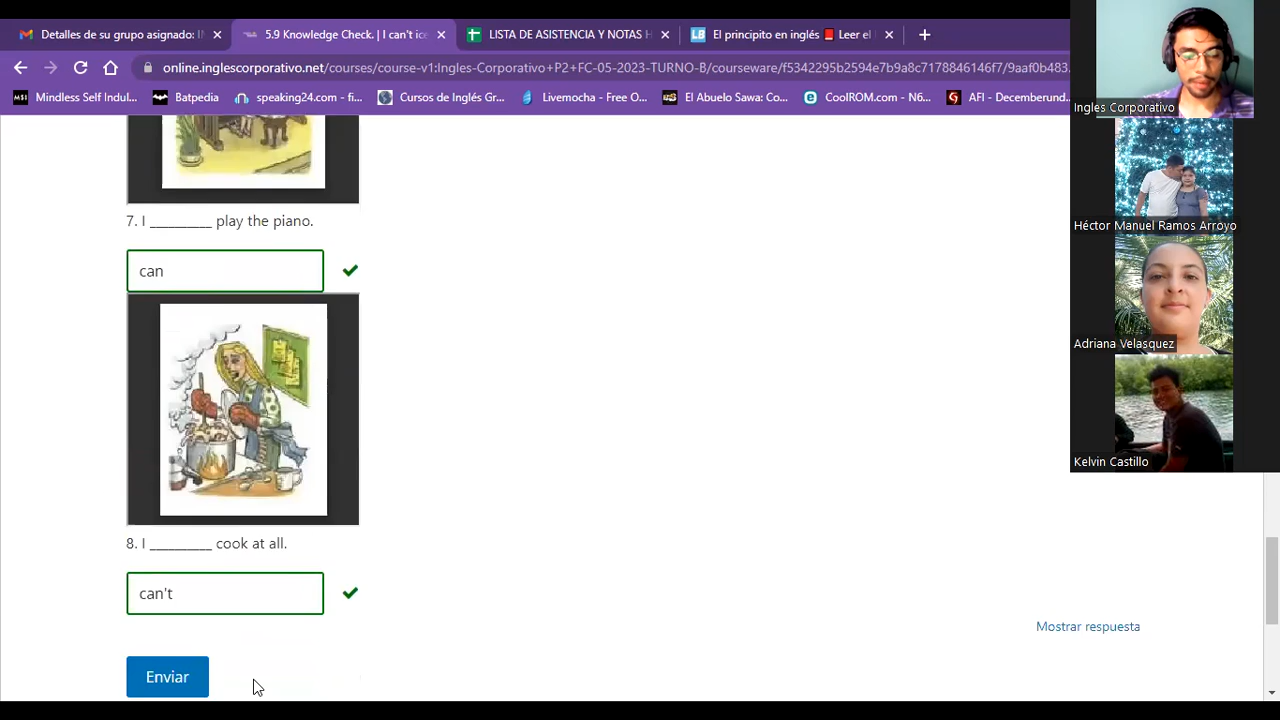 Detalles de su grupo asignado: I
5.9 Knowledge Check. | I can't ice
LISTA DE ASISTENCIA Y NOTAS H
El principito en inglés 📕 Leer el
online.inglescorporativo.net/courses/course-v1:Ingles-Corporativo+P2+FC-05-2023-TURNO-B/courseware/f5342295b2594e7b9a8c7178846146f7/9aaf0b483.
Mindless Self Indul...
Batpedia
speaking24.com - fi...
Cursos de Inglés Gr...
Livemocha - Free O...
El Abuelo Sawa: Co...
CoolROM.com - N6...
AFI - Decemberund...
Ingles Corporativo
Héctor Manuel Ramos Arroyo
Adriana Velasquez
Kelvin Castillo
7. I _________ play the piano.
can
8. I _________ cook at all.
can't
Mostrar respuesta
Enviar